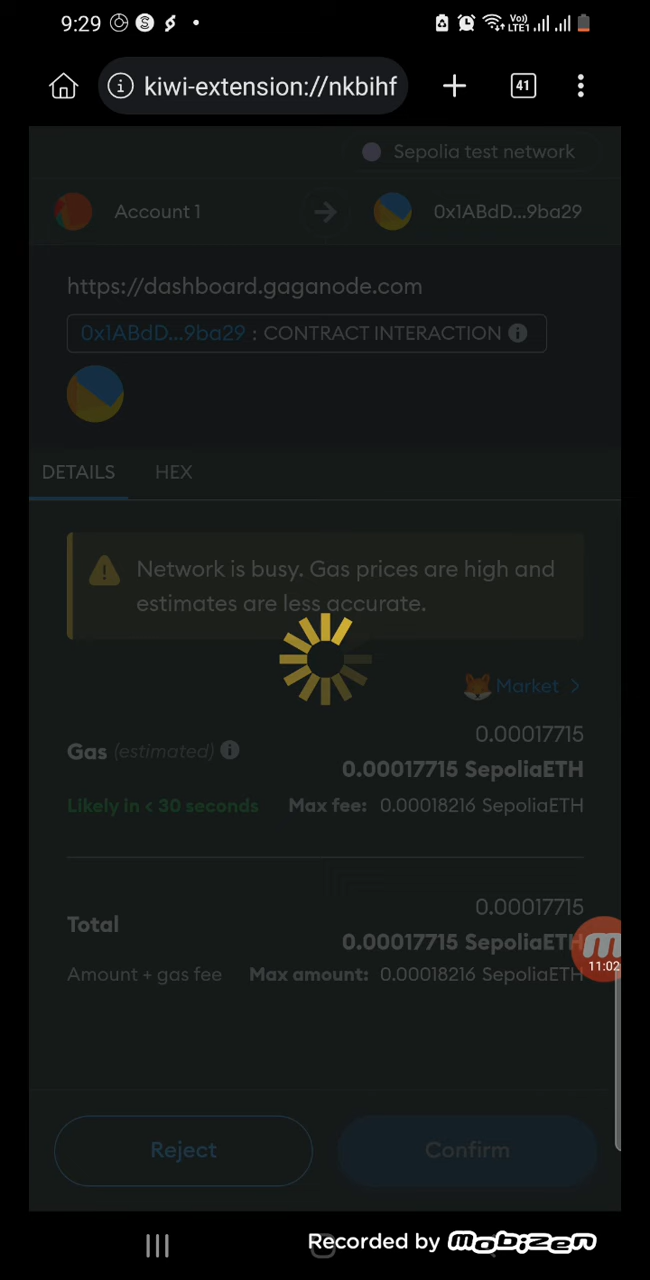 9:29
Vo))
LTE1
kiwi-extension://nkbihf
41
Sepolia test network
Account 1
0x1ABdD...9ba29
https://dashboard.gaganode.com
0x1ABdD...9ba29 : CONTRACT INTERACTION
DETAILS
HEX
Network is busy. Gas prices are high and
estimates are less accurate.
Market
0.00017715
Gas (estimated)
0.00017715 SepoliaETH
Likely in < 30 seconds Max fee: 0.00018216 SepoliaETH
0.00017715
Total
0.00017715 SepoliaETH
11:02
Amount + gas fee Max amount: 0.00018216 SepoliaETH
Reject
Confirm
Recorded by mobizen